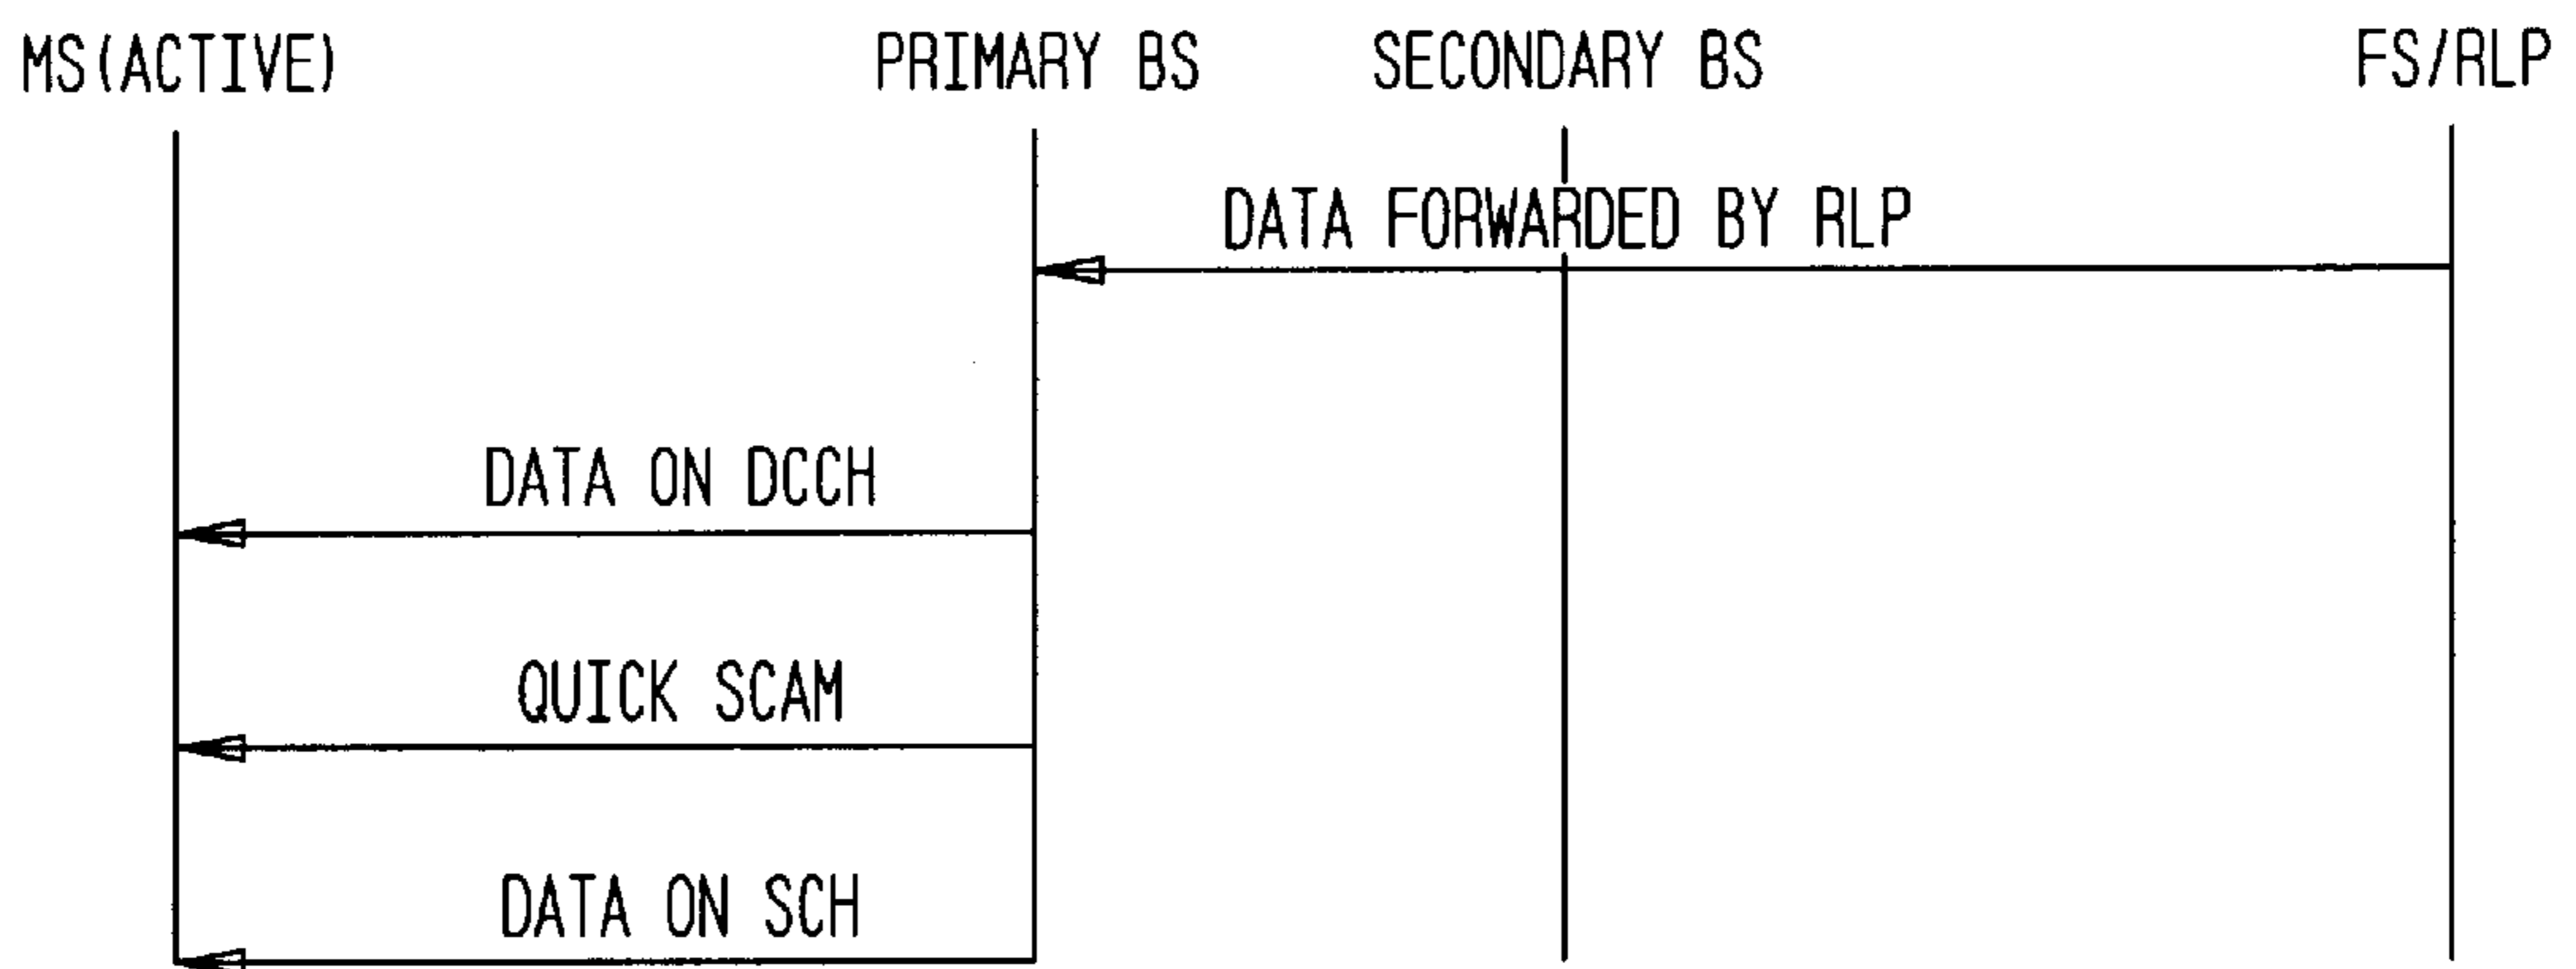 MS(ACTIVE) PRIMARY BS SECONDARY BS FS/RLP
DATA FORWARDED BY RLP
DATA ON DCCH
QUICK SCAM
DATA ON SCH